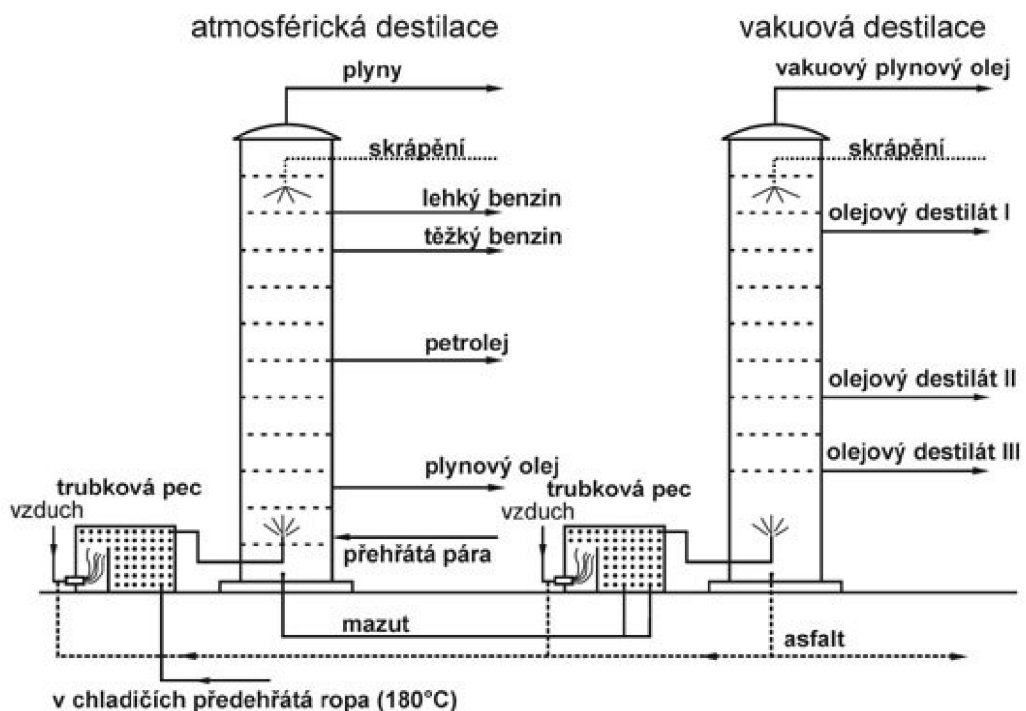 atmosférická destilace
vakuová destilace
plyny
vakuový plynový olej
skrápění
skrápění
lehký benzin
olejový destilát I
těžký benzin
petrolej
olejový destilát II
plynový olej
olejový destilát III
trubková pec
trubková pec
vzduch
vzduch
přehřátá pára
mazut
asfalt
v chladičích předehřátá ropa (180°C)